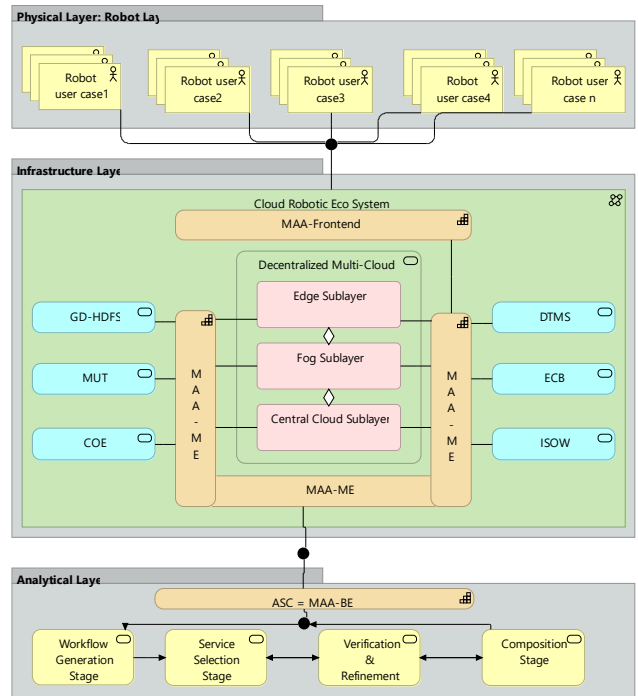 Physical Layer: Robot Lay
Robot
user case1
Robot user
case2
Robot user
case3
Robot
user case4
Robot user
case n
Infrastructure Laye
Cloud Robotic Eco System
MAA-Frontend
Decentralized Multi-Cloud
Edge Sublayer
Fog Sublayer
Central Cloud Sublayer
GD-HDFS
MUT
COE
M
A
A
-
M
E
M
A
A
-
M
E
DTMS
ECB
ISOW
MAA-ME
Analytical Laye
ASC = MAA-BE
Workflow
Generation
Stage
Service
Selection
Stage
Verification
&
Refinement
Composition
Stage